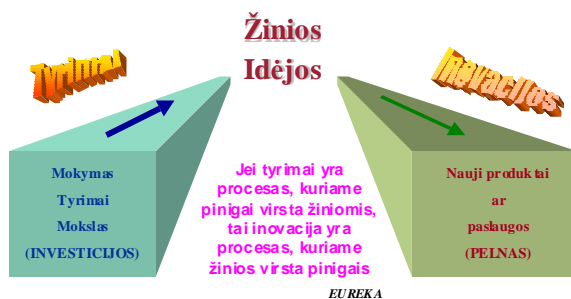 Žinios
Idėjos
Tyrimai
Inovacijos
Mokymas
Tyrimai
Mokslas
(INVESTICIJOS)
Jei tyrimai yra
procesas, kuriame
pinigai virsta žiniomis,
tai inovacija yra
procesas, kuriame
žinios virsta pinigais
EUREKA
Nauji produktai
ar
paslaugos
(PELNAS)